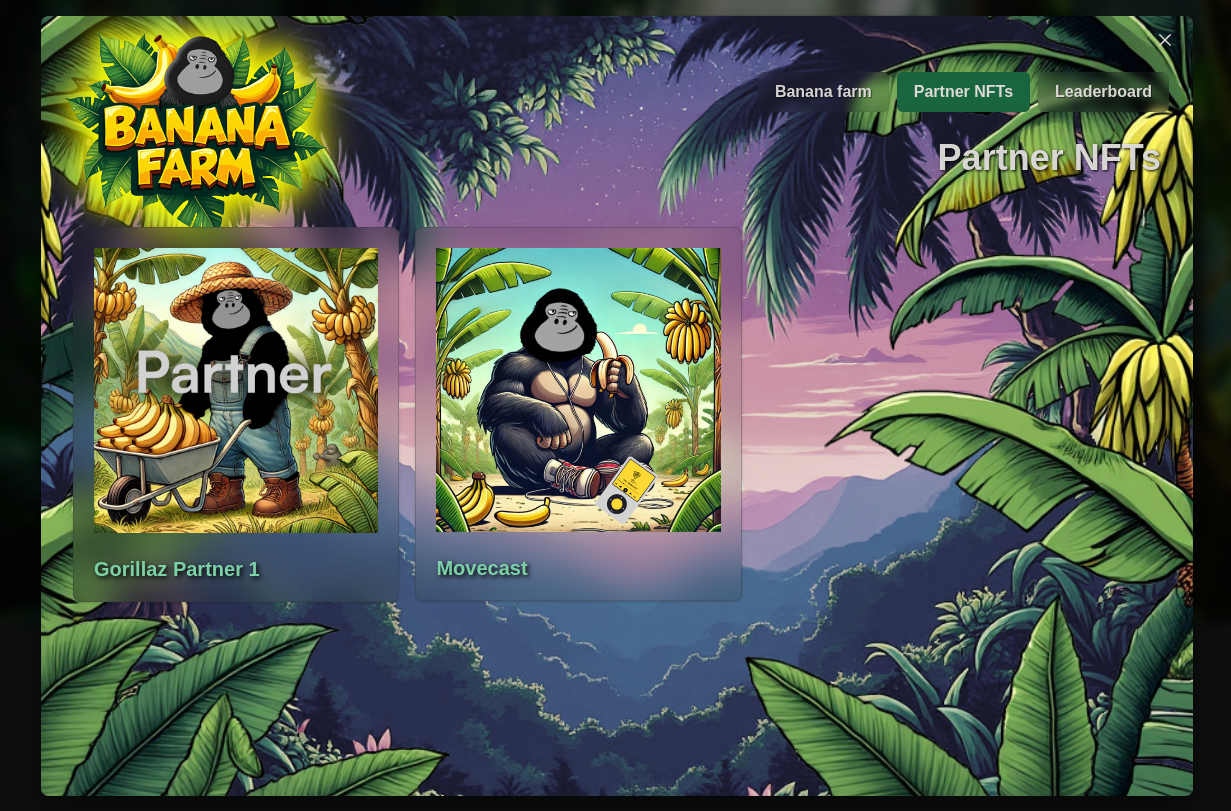 BANANA
FARM
Banana farm
Partner NFTs
Leaderboard
Partner NFTs
Partner
Gorillaz Partner 1
Movecast